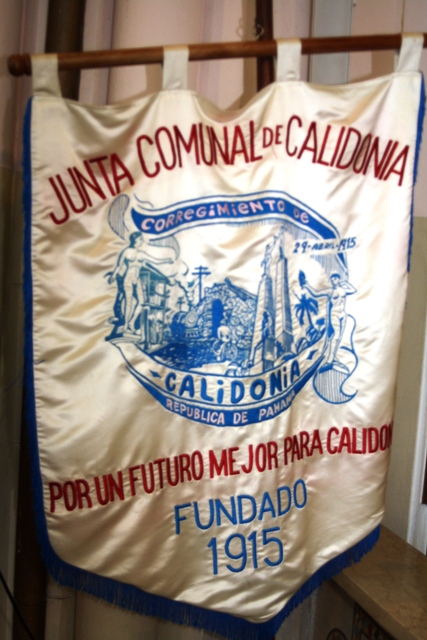 JUNTA COMUNAL DE CALIDONIA
CORREGIMIENTO DE
29-ABRIL-1915
-CALIDONIA-
REPUBLICA DE PANAMA
POR UN FUTURO MEJOR PARA CALIDON
FUNDADO
1915